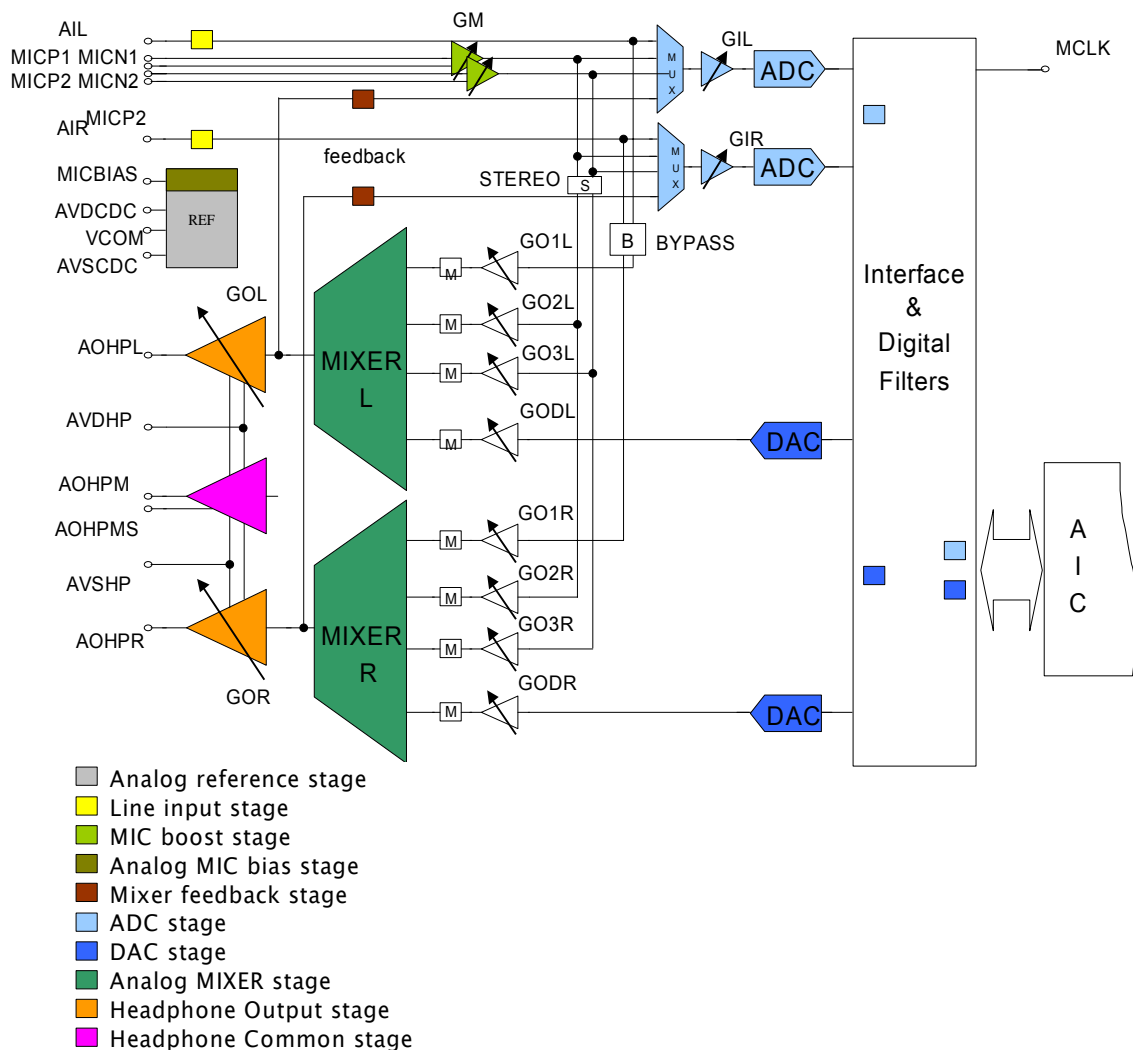 AIL
GM
MICP1 MICN1
GIL
MCLK
MUX
ADC
MICP2 MICN2
MICP2
AIR
GIR
feedback
MUX
ADC
STEREO
S
MICBIAS
AVDCDC
REF
VCOM
AVSCDC
B
BYPASS
GO1L
M
Interface
&
Digital
Filters
GOL
GO2L
M
AOHPL
MIXER
L
GO3L
M
GODL
M
DAC
AVDHP
AOHPM
AOHPMS
GO1R
M
A
I
C
AVSHP
GO2R
M
AOHPR
MIXER
R
GO3R
M
GODR
M
DAC
GOR
Analog reference stage
Line input stage
MIC boost stage
Analog MIC bias stage
Mixer feedback stage
ADC stage
DAC stage
Analog MIXER stage
Headphone Output stage
Headphone Common stage